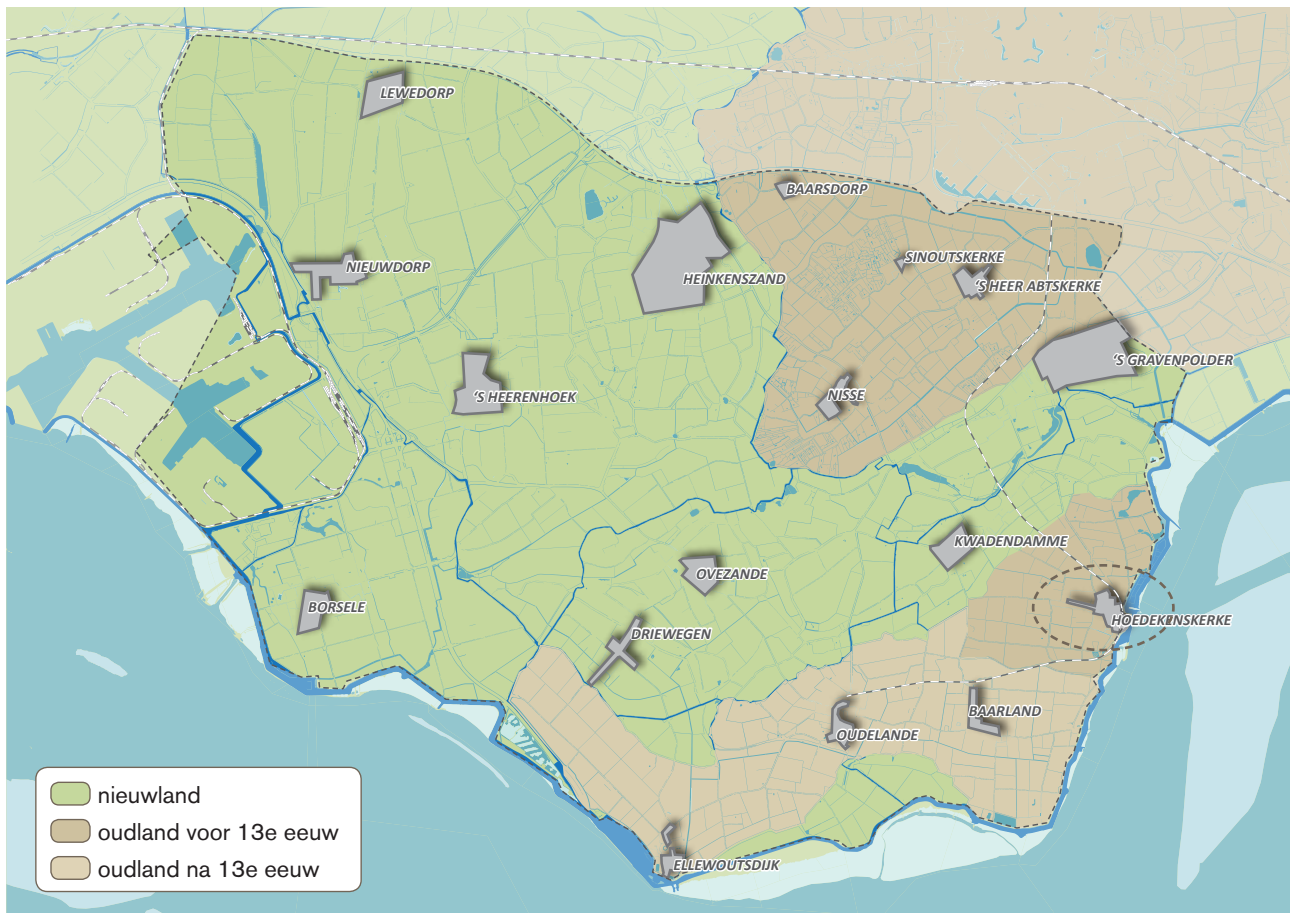 LEWEDORP
BAARSDORP
SINOUTSKERKE
NIEUWDORP
HEINKENSZAND
'S HEER ABTSKERKE
'S GRAVENPOLDER
'S HEERENHOEK
NISSE
KWADENDAMME
OVEZANDE
BORSELE
HOEDEKENSKERKE
DRIEWEGEN
BAARLAND
OUDELANDE
ELLEWOUTSDIJK
nieuwland
oudland voor 13e eeuw
oudland na 13e eeuw